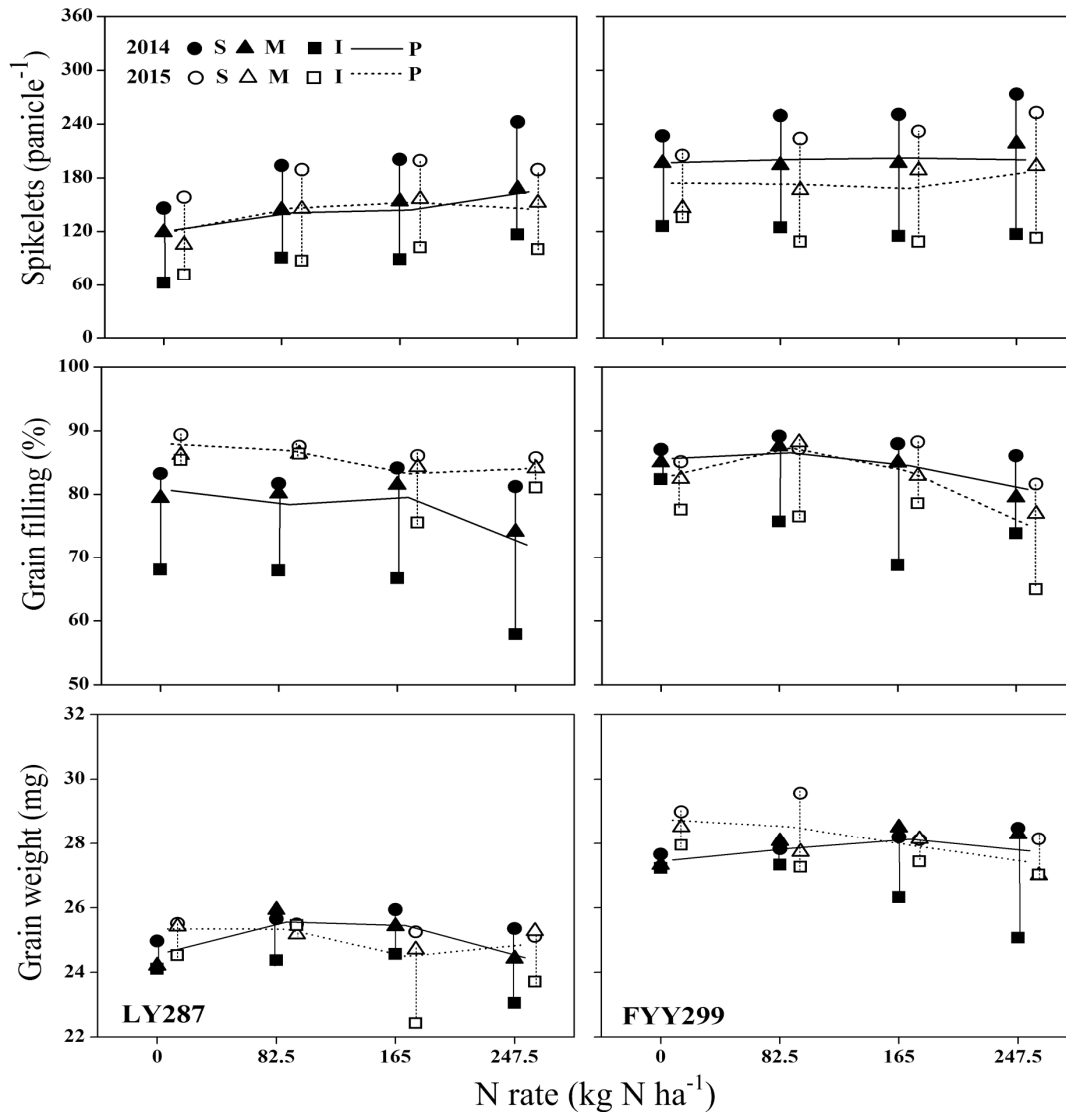 360
300
240
180
120
60
0
Spikelets (panicle⁻¹)
2014 S M I P
2015 S M I P
100
90
80
70
60
50
Grain filling (%)
32
30
28
26
24
22
Grain weight (mg)
LY287
FYY299
0 82.5 165 247.5
0 82.5 165 247.5
N rate (kg N ha⁻¹)